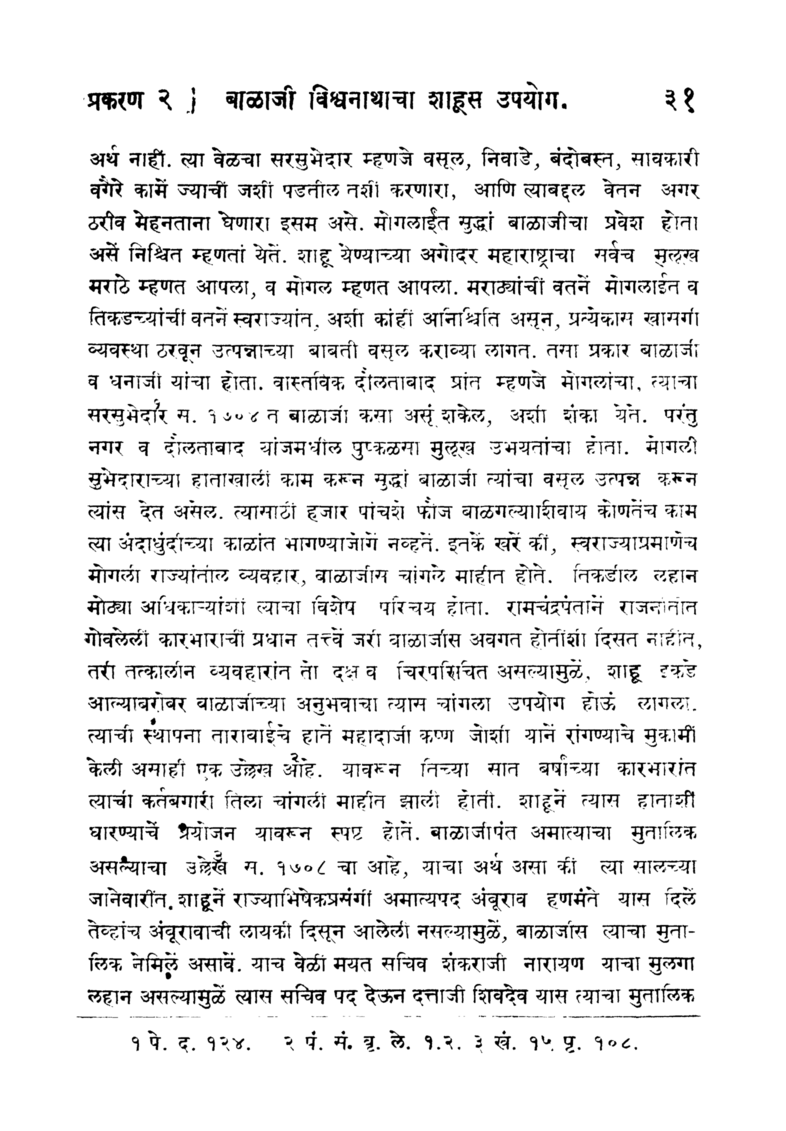 प्रकरण २ ] बाळाजी विश्वनाथाचा शाहूस उपयोग. ३१
अर्थ नाहीं. त्या वेळचा सरसुभेदार म्हणजे वसूल, निवाडे, बंदोबस्त, सावकारी
वगैरे कामें ज्याचीं जशीं पडतील तशीं करणारा, आणि त्याबद्दल वेतन अगर
ठरीव मेहनताना घेणारा इसम असे. मोगलाईंत सुद्धां बाळाजीचा प्रवेश होता
असें निश्चित म्हणतां येतें. शाहू येण्याच्या अगोदर महाराष्ट्राचा सर्वच मुलूख
मराठे म्हणत आपला, व मोगल म्हणत आपला. मराठ्यांचीं वतनें मोगलाईंत व
तिकडच्यांचीं वतनें स्वराज्यांत, अशी कांहीं अनिश्चिति असून, प्रत्येकास खासगी
व्यवस्था ठरवून उत्पन्नाच्या बाबती वसूल कराव्या लागत. तसा प्रकार बाळाजी
व धनाजी यांचा होता. वास्तविक दौलताबाद प्रांत म्हणजे मोगलांचा, त्याचा
सरसुभेदार स. १७०४ त बाळाजी कसा असूं शकेल, अशी शंका येते. परंतु
नगर व दौलताबाद यांजमधील पुष्कळसा मुलूख उभयतांचा होता. मोगली
सुभेदाराच्या हाताखालीं काम करून सुद्धां बाळाजी त्यांचा वसूल उत्पन्न करून
त्यांस देत असेल. त्यासाठीं हजार पांचशे फौज बाळगल्याशिवाय कोणतेंच काम
त्या अंदाधुंदीच्या काळांत भागण्याजोगें नव्हतें. इतकें खरें कीं, स्वराज्याप्रमाणेंच
मोगली राज्यांतील व्यवहार, बाळाजीस चांगले माहीत होते. तिकडील लहान
मोठ्या अधिकाऱ्यांशीं त्याचा विशेष परिचय होता. रामचंद्रपंतानें राजनीतींत
गोवलेलीं कारभाराचीं प्रधान तत्त्वें जरी बाळाजीस अवगत होतींशी दिसत नाहींत,
तरी तत्कालीन व्यवहारांत तो दक्ष व चिरपरिचित असल्यामुळें, शाहू इकडे
आल्याबरोबर बाळाजीच्या अनुभवाचा त्यास चांगला उपयोग होऊं लागला.
त्याची स्थापना ताराबाईचे हातें महादाजी कृष्ण जोशी यानें रांगण्याचे मुक्कामीं
केली असाही एक उल्लेख आहे.२ यावरून तिच्या सात वर्षांच्या कारभारांत
त्याची कर्तबगारी तिला चांगली माहीत झाली होती. शाहूनें त्यास हाताशीं
धारण्याचें प्रयोजन यावरून स्पष्ट होतें. बाळाजीपंत अमात्याचा मुतालिक
असल्याचा उल्लेख३ स. १७०८ चा आहे, याचा अर्थ असा कीं त्या सालच्या
जानेवारींत शाहूनें राज्याभिषेकप्रसंगीं अमात्यपद अंबूराव हणमंते यास दिलें
तेव्हांच अंबूरावाची लायकी दिसून आलेली नसल्यामुळें, बाळाजीस त्याचा मुता-
लिक नेमिलें असावें. याच वेळीं मयत सचिव शंकराजी नारायण याचा मुलगा
लहान असल्यामुळें त्यास सचिव पद देऊन दत्ताजी शिवदेव यास त्याचा मुतालिक
१ पे. द. १२४. २ पं. सं. वृ. ले. १.२. ३ खं. १५ पृ. १०८.